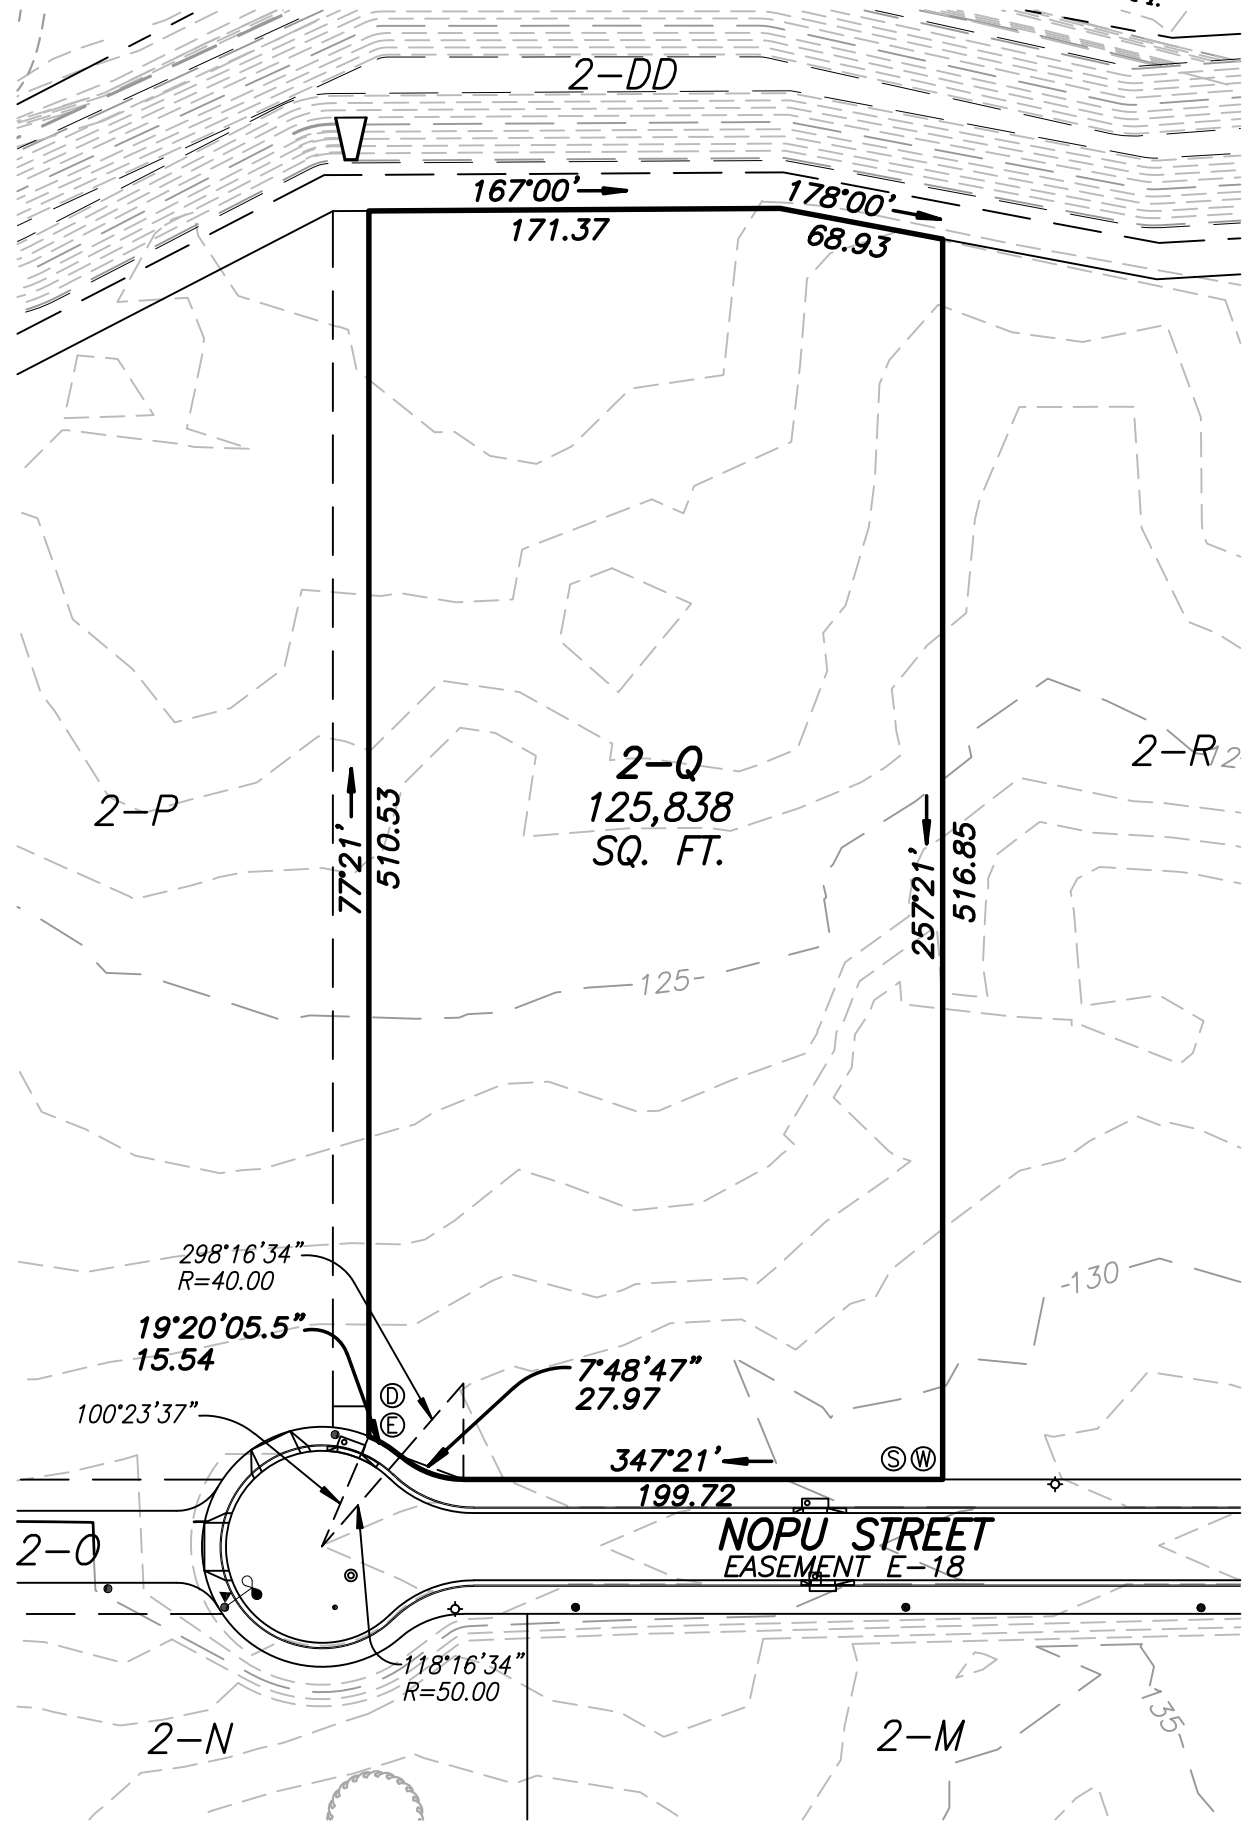 2-DD
167°00'
171.37
178°00'
68.93
2-Q
125,838
SQ. FT.
2-R
2-P
77°21'
510.53
257°21'
516.85
125-
-130
298°16'34"
R=40.00
19°20'05.5"
15.54
100°23'37"
D
E
7°48'47"
27.97
347°21'
199.72
S W
NOPU STREET
EASEMENT E-18
2-O
118°16'34"
R=50.00
2-N
2-M
135-